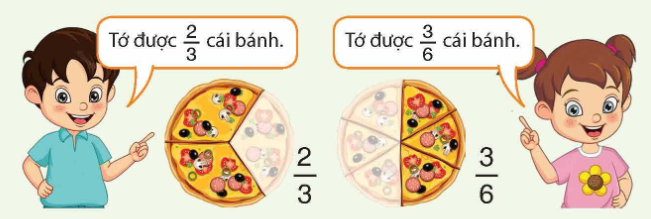 Tớ được 2/3 cái bánh.
Tớ được 3/6 cái bánh.
2/3
3/6